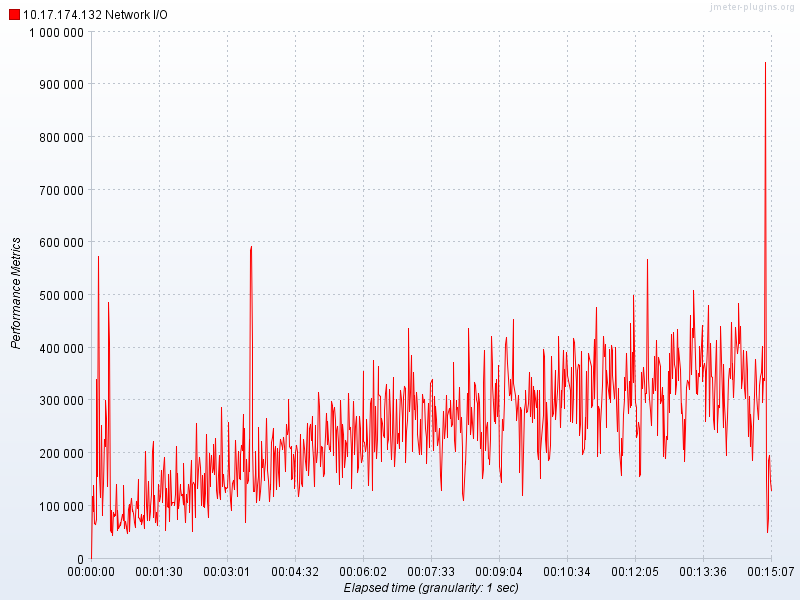 jmeter-plugins.org
10.17.174.132 Network I/O
1 000 000
900 000
800 000
700 000
600 000
500 000
400 000
300 000
200 000
100 000
0
Performance Metrics
00:00:00 00:01:30 00:03:01 00:04:32 00:06:02 00:07:33 00:09:04 00:10:34 00:12:05 00:13:36 00:15:07
Elapsed time (granularity: 1 sec)